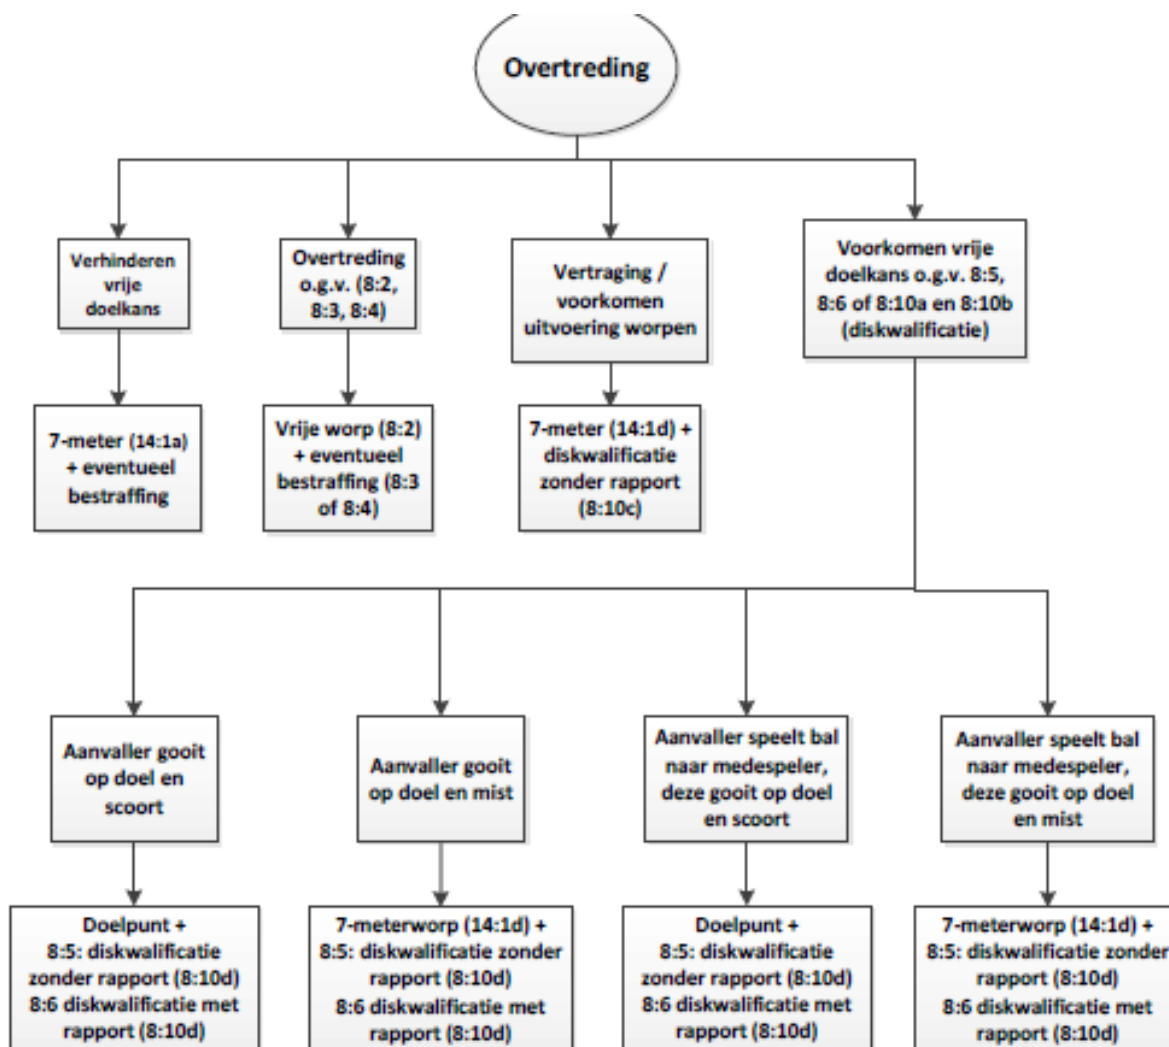 Overtreding
Verhinderen
vrije
doelkans
Overtreding
o.g.v. (8:2,
8:3, 8:4)
Vertraging /
voorkomen
uitvoering worpen
Voorkomen vrije
doelkans o.g.v. 8:5,
8:6 of 8:10a en 8:10b
(diskwalificatie)
7-meter (14:1a)
+ eventueel
bestraffing
Vrije worp (8:2)
+ eventueel
bestraffing (8:3
of 8:4)
7-meter (14:1d) +
diskwalificatie
zonder rapport
(8:10c)
Aanvaller gooit
op doel en
scoort
Aanvaller gooit
op doel en mist
Aanvaller speelt bal
naar medespeler,
deze gooit op doel
en scoort
Aanvaller speelt bal
naar medespeler,
deze gooit op doel
en mist
Doelpunt +
8:5: diskwalificatie
zonder rapport (8:10d)
8:6 diskwalificatie met
rapport (8:10d)
7-meterworp (14:1d) +
8:5: diskwalificatie zonder
rapport (8:10d)
8:6 diskwalificatie met
rapport (8:10d)
Doelpunt +
8:5: diskwalificatie
zonder rapport (8:10d)
8:6 diskwalificatie met
rapport (8:10d)
7-meterworp (14:1d) +
8:5: diskwalificatie zonder
rapport (8:10d)
8:6 diskwalificatie met
rapport (8:10d)